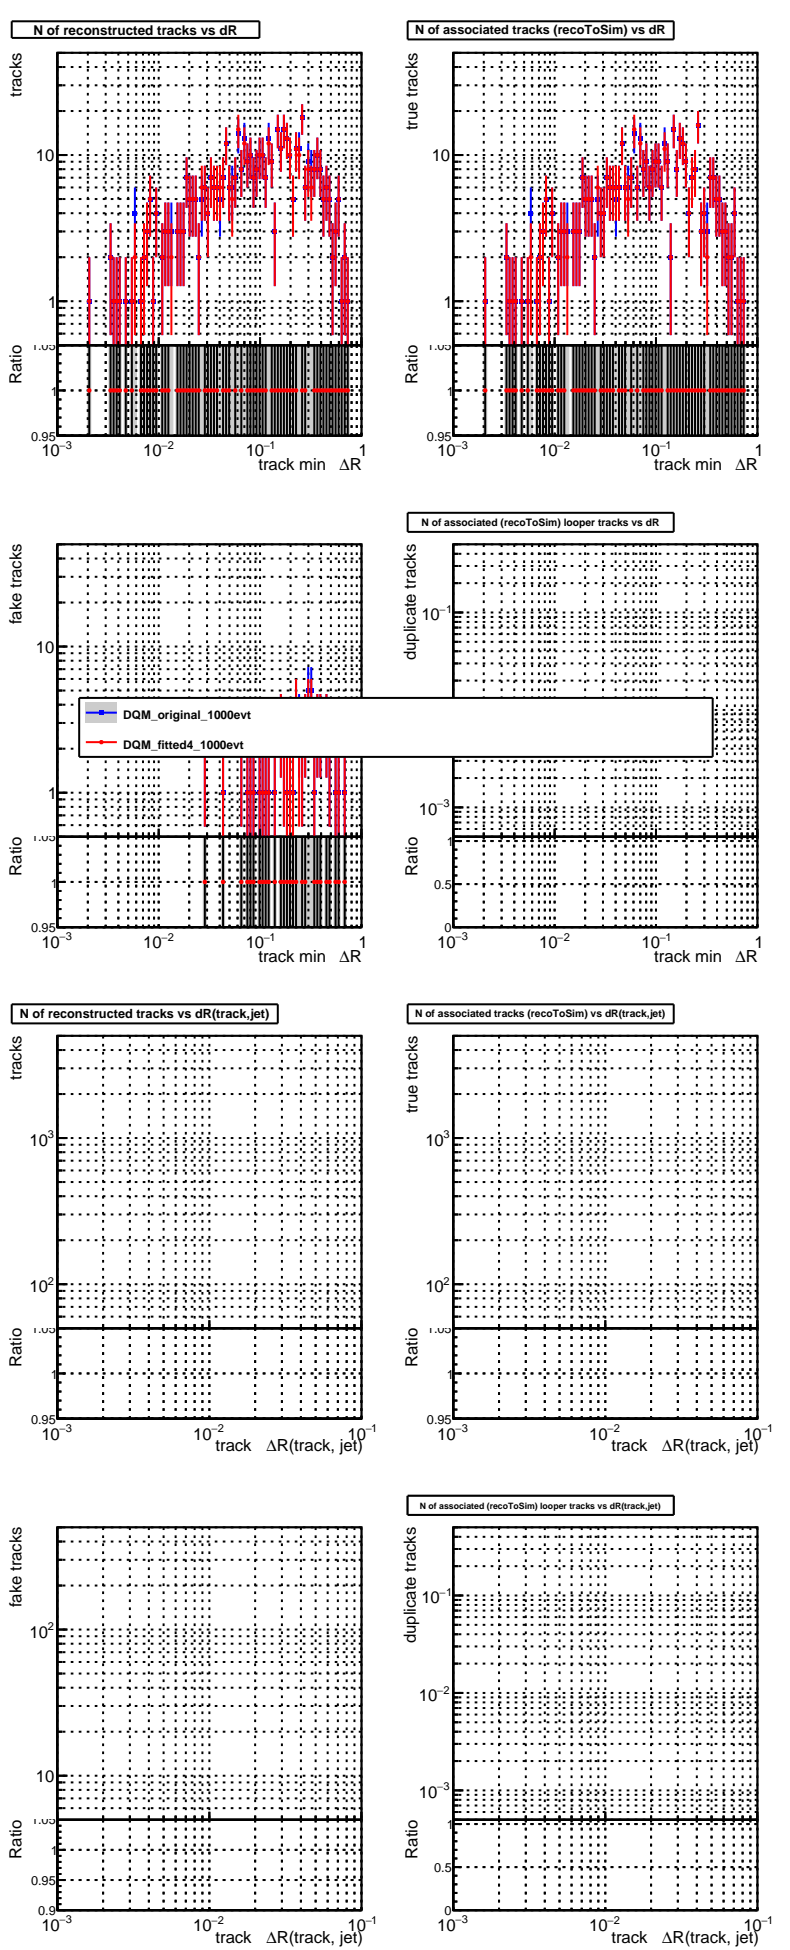 N of reconstructed tracks vs dR
N of associated tracks (recoToSim) vs dR
tracks
10
1
1.05
Ratio
1
0.95
10−3
10−2
10−1
1
track min ΔR
true tracks
10
1
1.05
Ratio
1
0.95
10−3
10−2
10−1
1
track min ΔR
N of associated (recoToSim) looper tracks vs dR
fake tracks
10
1
1.05
Ratio
1
0.95
10−3
10−2
10−1
1
track min ΔR
duplicate tracks
10−1
10−3
Ratio
1
0.5
0
10−3
10−2
10−1
1
track min ΔR
DQM_original_1000evt
DQM_fitted4_1000evt
N of reconstructed tracks vs dR(track,jet)
N of associated tracks (recoToSim) vs dR(track,jet)
tracks
10³
10²
1.05
Ratio
1
0.95
10−3
10−2
10−1
track ΔR(track, jet)
true tracks
10³
10²
1.05
Ratio
1
0.95
10−3
10−2
10−1
track ΔR(track, jet)
N of associated (recoToSim) looper tracks vs dR(track,jet)
fake tracks
10²
10
1.05
Ratio
1
0.95
0.9
10−3
10−2
10−1
track ΔR(track, jet)
duplicate tracks
10−1
10−2
10−3
Ratio
1
0.5
0
10−3
10−2
10−1
track ΔR(track, jet)